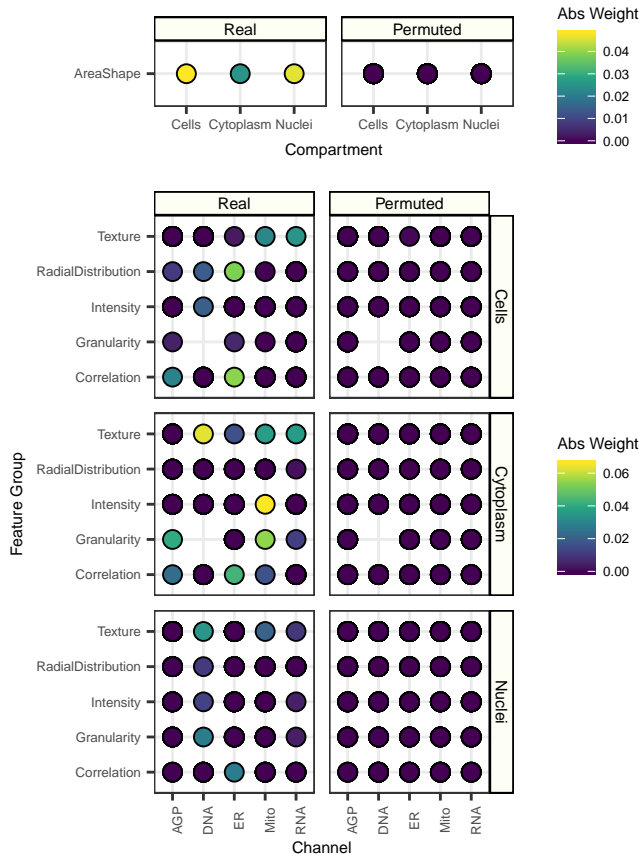 Abs Weight
Real Permuted
AreaShape
0.04
0.03
0.02
0.01
0.00
Cells Cytoplasm Nuclei Cells Cytoplasm Nuclei
Compartment
Real Permuted
Texture
RadialDistribution
Intensity
Granularity
Correlation
Cells
Texture
RadialDistribution
Intensity
Granularity
Correlation
Cytoplasm
Feature Group
Abs Weight
0.06
0.04
0.02
0.00
Texture
RadialDistribution
Intensity
Granularity
Correlation
Nuclei
AGP DNA ER Mito RNA AGP DNA ER Mito RNA
Channel